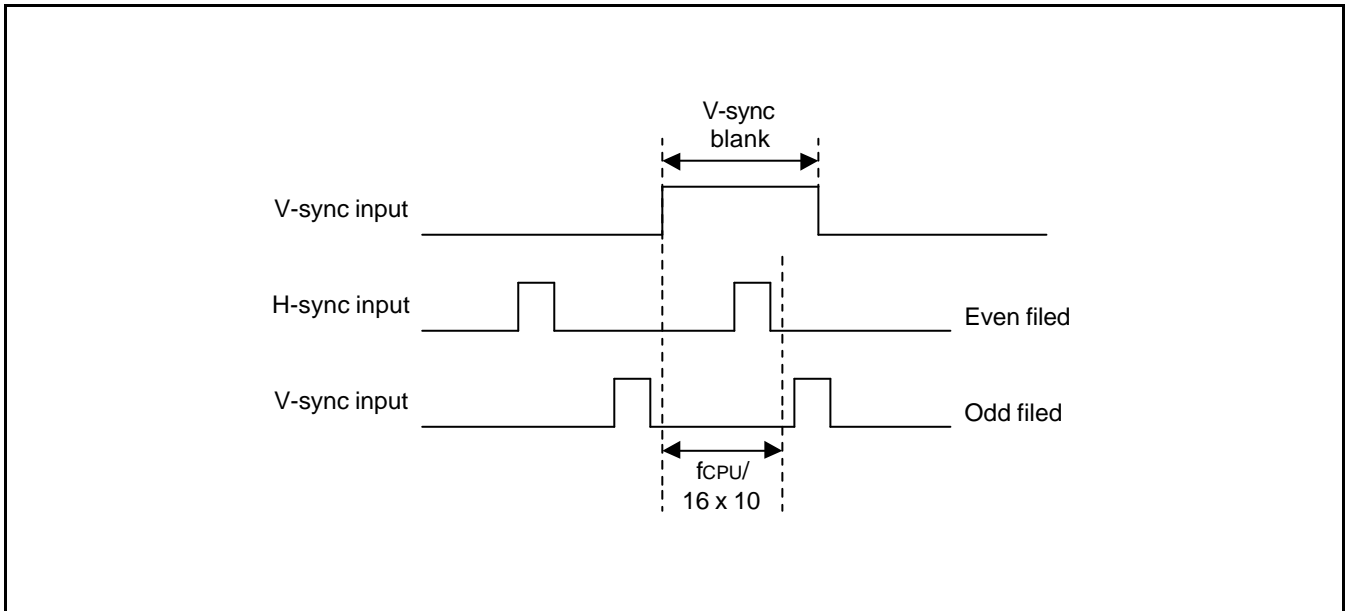 V-sync
blank
V-sync input
H-sync input
Even filed
V-sync input
Odd filed
fCPU/
16 x 10